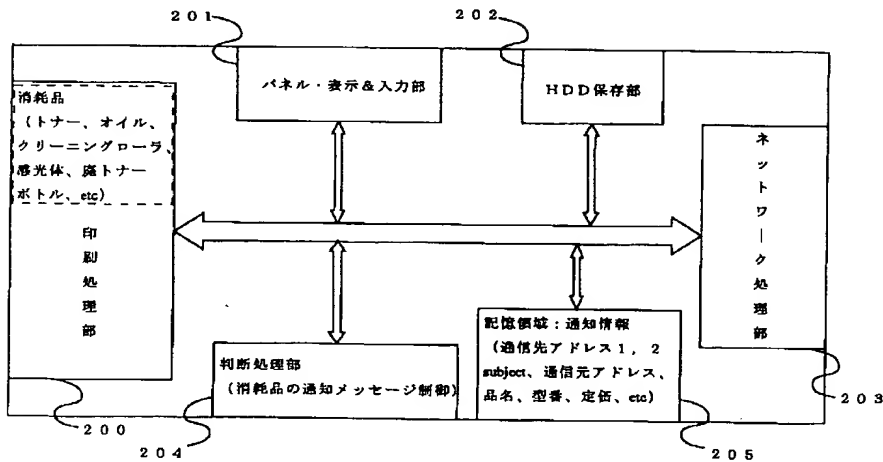 201
202
パネル・表示＆入力部
HDD保存部
消耗品
（トナー、オイル、
クリーニングローラ、
感光体、廃トナー
ボトル、etc）
印刷処理部
ネットワーク処理部
判断処理部
（消耗品の通知メッセージ制御）
記憶領域：通知情報
（通信先アドレス1，2
subject、通信元アドレス、
品名、型番、定価、etc）
200
204
205
203